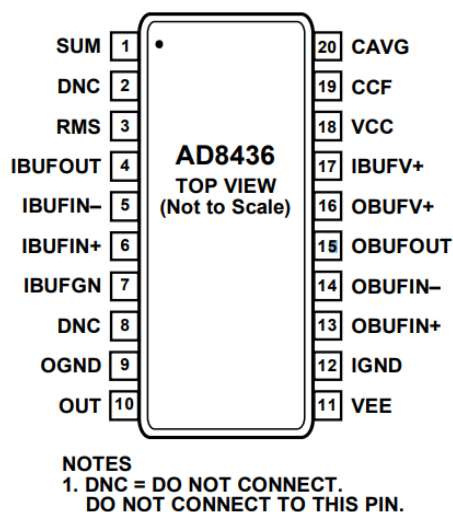 SUM 1
DNC 2
RMS 3
IBUFOUT 4
IBUFIN– 5
IBUFIN+ 6
IBUFGN 7
DNC 8
OGND 9
OUT 10
AD8436
TOP VIEW
(Not to Scale)
20 CAVG
19 CCF
18 VCC
17 IBUFV+
16 OBUFV+
15 OBUFOUT
14 OBUFIN–
13 OBUFIN+
12 IGND
11 VEE
NOTES
1. DNC = DO NOT CONNECT.
DO NOT CONNECT TO THIS PIN.